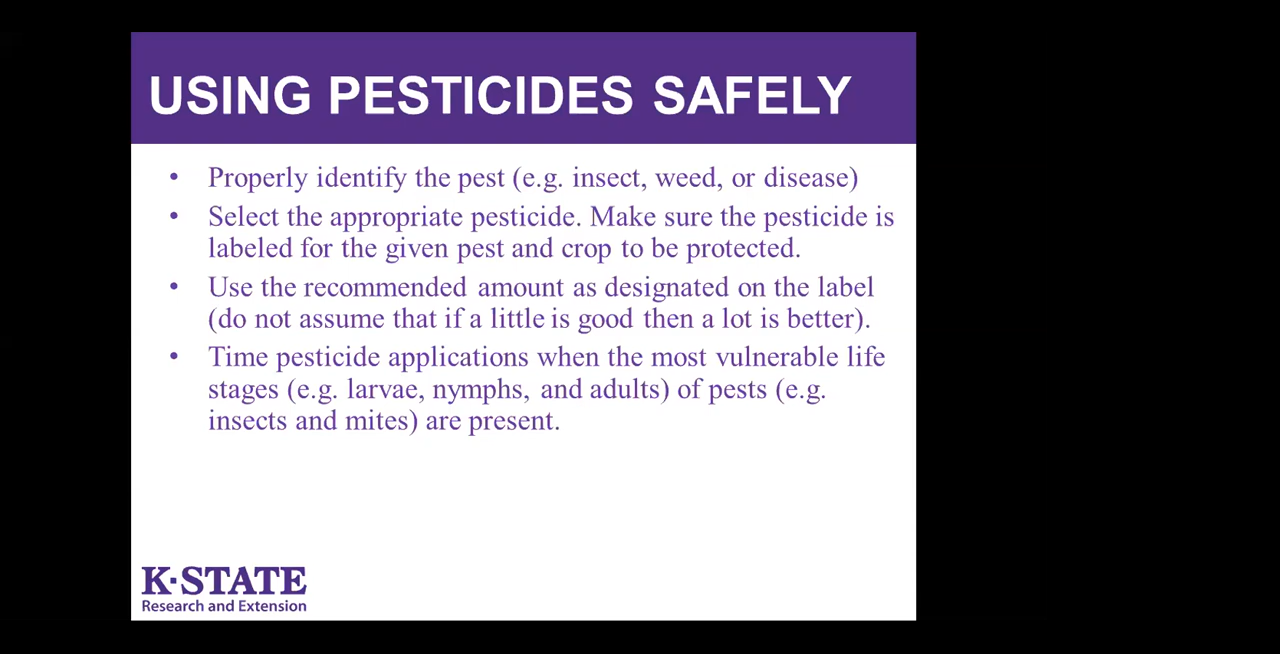 USING PESTICIDES SAFELY
• Properly identify the pest (e.g. insect, weed, or disease)
• Select the appropriate pesticide. Make sure the pesticide is
labeled for the given pest and crop to be protected.
• Use the recommended amount as designated on the label
(do not assume that if a little is good then a lot is better).
• Time pesticide applications when the most vulnerable life
stages (e.g. larvae, nymphs, and adults) of pests (e.g.
insects and mites) are present.
K·STATE
Research and Extension